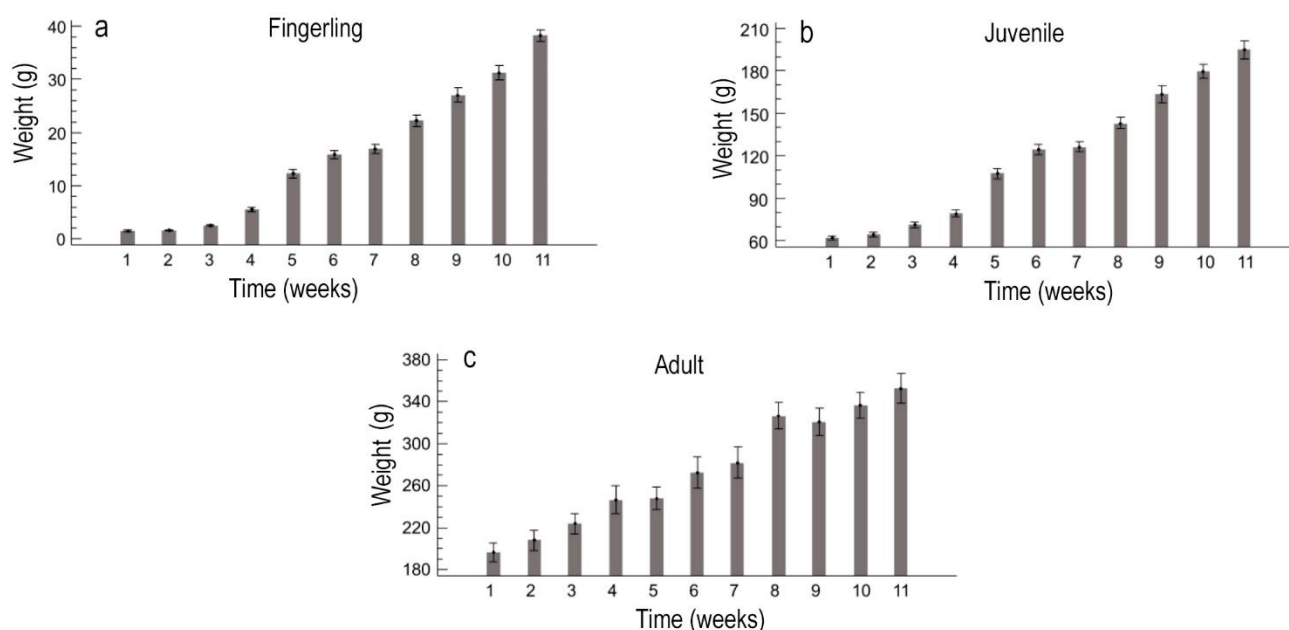 a
Fingerling
Weight (g)
40
30
20
10
0
1 2 3 4 5 6 7 8 9 10 11
Time (weeks)
b
Juvenile
Weight (g)
210
180
150
120
90
60
1 2 3 4 5 6 7 8 9 10 11
Time (weeks)
c
Adult
Weight (g)
380
340
300
260
220
180
1 2 3 4 5 6 7 8 9 10 11
Time (weeks)